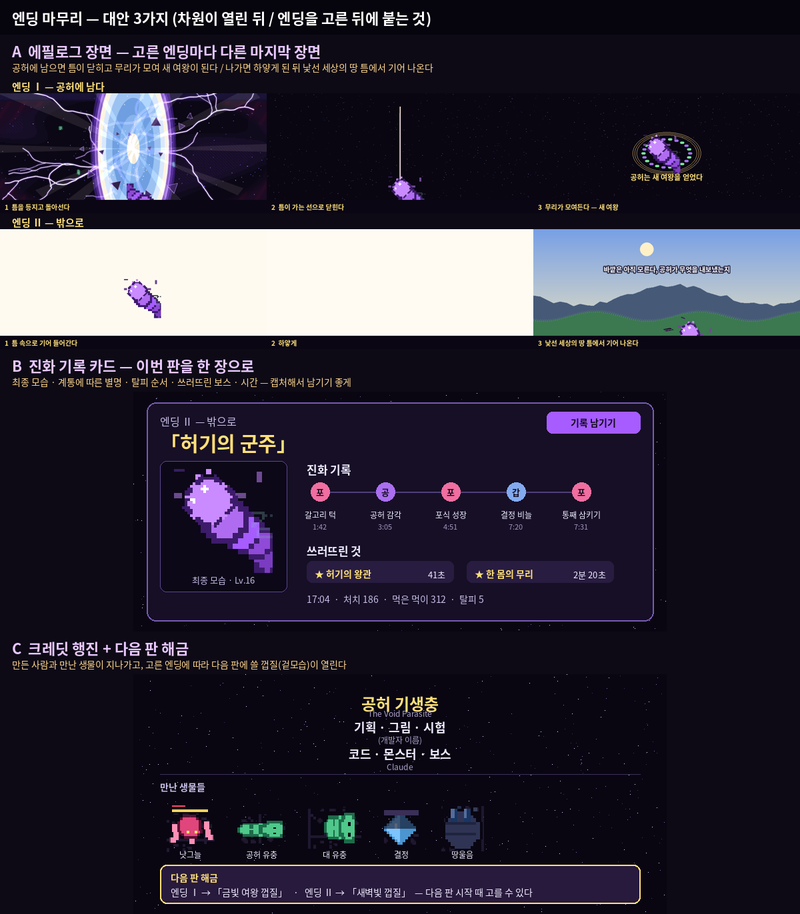 엔딩 마무리 — 대안 3가지 (차원이 열린 뒤 / 엔딩을 고른 뒤에 붙는 것)
A 에필로그 장면 — 고른 엔딩마다 다른 마지막 장면
공허에 남으면 문이 닫히고 무리가 모여 새 여왕이 된다 / 나가면 하얗게 된 뒤 낯선 세상의 땅 틈에서 기어 나온다
엔딩 Ⅰ — 공허에 남다
공허는 새 여왕을 얻었다
1 틈을 등지고 돌아선다
2 틈이 가는 선으로 닫힌다
3 무리가 모여든다 — 새 여왕
엔딩 Ⅱ — 밖으로
바깥은 아직 모른다, 공허가 무엇을 내보냈는지
1 틈 속으로 기어 들어간다
2 하얗게
3 낯선 세상의 땅 틈에서 기어 나온다
B 진화 기록 카드 — 이번 판을 한 장으로
최종 모습 · 계통에 따른 별명 · 탈피 순서 · 쓰러뜨린 보스 · 시간 — 캡처해서 남기기 좋게
엔딩 Ⅱ — 밖으로
기록 남기기
「허기의 군주」
진화 기록
포 공 포 갑 포
갈고리 턱 공허 감각 포식 성장 결정 비늘 통째 삼키기
1:42 3:05 4:51 7:20 7:31
쓰러뜨린 것
★ 허기의 왕관 41초 ★ 한 몸의 무리 2분 20초
최종 모습 · Lv.16
17:04 · 처치 186 · 먹은 먹이 312 · 탈피 5
C 크레딧 행진 + 다음 판 해금
만든 사람과 만난 생물이 지나가고, 고른 엔딩에 따라 다음 판에 쓸 껍질(겉모습)이 열린다
공허 기생충
The Void Parasite
기획 · 그림 · 시험
(개발자 이름)
코드 · 몬스터 · 보스
Claude
만난 생물들
낫그늘 공허 유충 대 유충 결정 땅울음
다음 판 해금
엔딩 Ⅰ → 「금빛 여왕 껍질」 · 엔딩 Ⅱ → 「새벽빛 껍질」 — 다음 판 시작 때 고를 수 있다